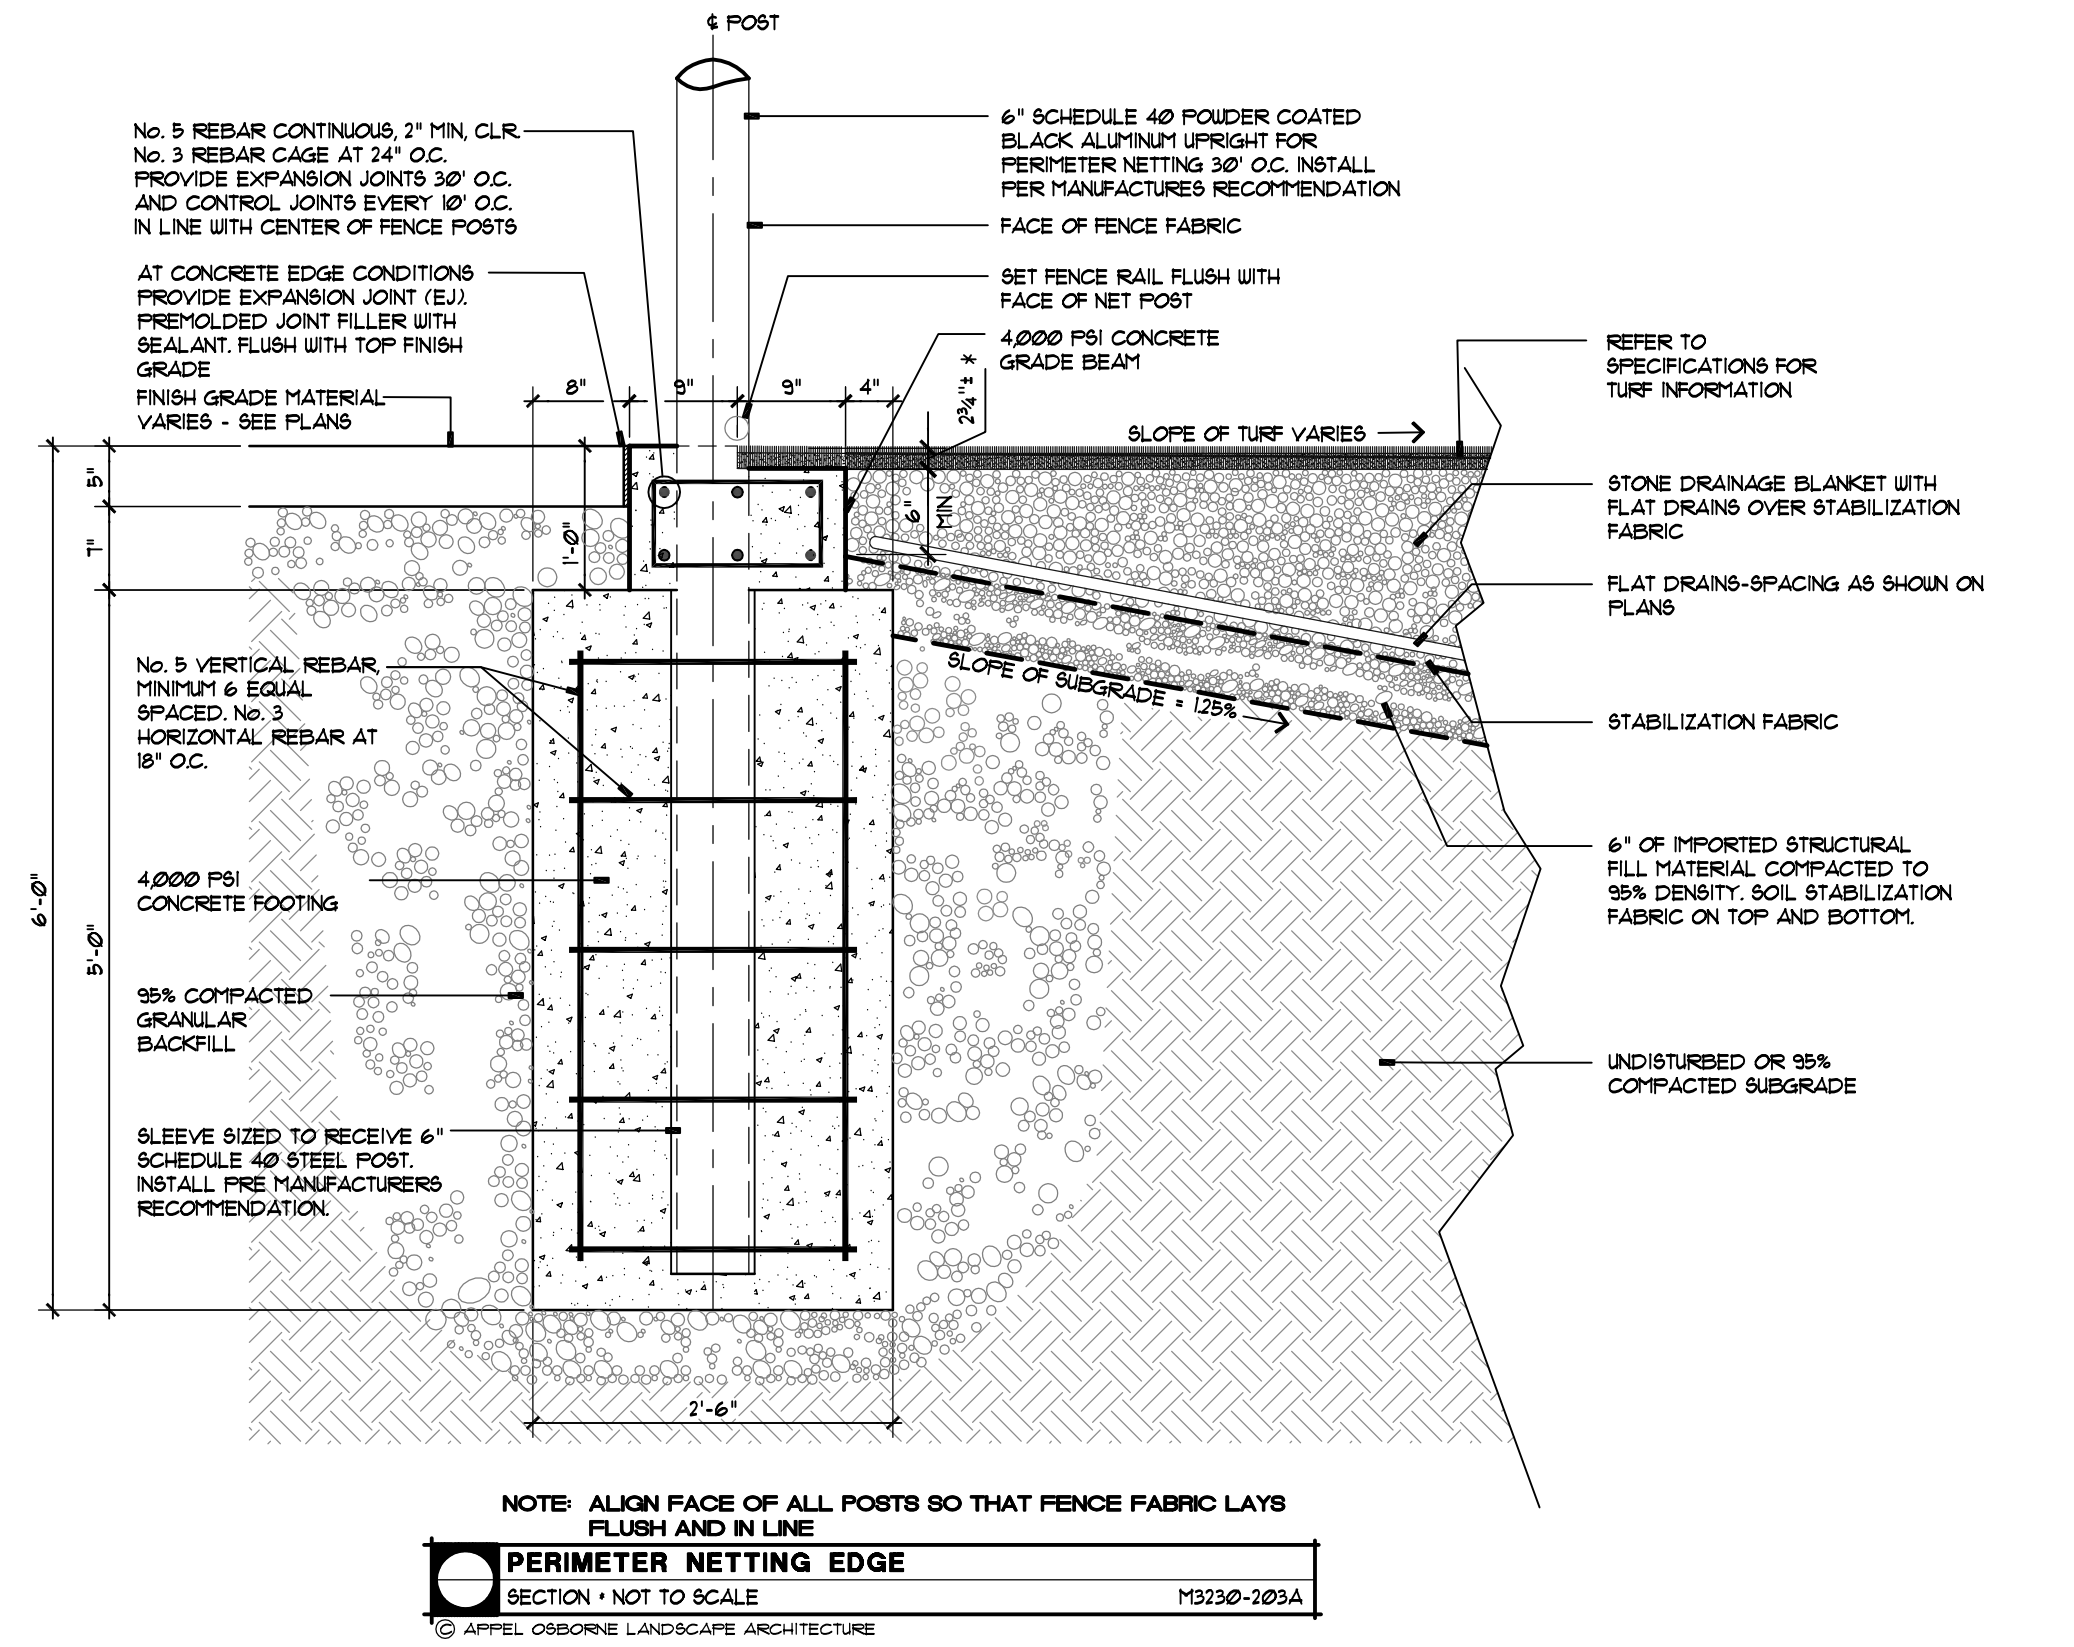 ℄ POST
No. 5 REBAR CONTINUOUS, 2" MIN, CLR.
No. 3 REBAR CAGE AT 24" O.C.
PROVIDE EXPANSION JOINTS 30' O.C.
AND CONTROL JOINTS EVERY 10' O.C.
IN LINE WITH CENTER OF FENCE POSTS
AT CONCRETE EDGE CONDITIONS
PROVIDE EXPANSION JOINT (EJ).
PREMOLDED JOINT FILLER WITH
SEALANT. FLUSH WITH TOP FINISH
GRADE
FINISH GRADE MATERIAL
VARIES - SEE PLANS
6" SCHEDULE 40 POWDER COATED
BLACK ALUMINUM UPRIGHT FOR
PERIMETER NETTING 30' O.C. INSTALL
PER MANUFACTURES RECOMMENDATION
FACE OF FENCE FABRIC
SET FENCE RAIL FLUSH WITH
FACE OF NET POST
4,000 PSI CONCRETE
GRADE BEAM
8"
9"
9"
4"
2¾"± *
SLOPE OF TURF VARIES
REFER TO
SPECIFICATIONS FOR
TURF INFORMATION
STONE DRAINAGE BLANKET WITH
FLAT DRAINS OVER STABILIZATION
FABRIC
FLAT DRAINS-SPACING AS SHOWN ON
PLANS
STABILIZATION FABRIC
6" OF IMPORTED STRUCTURAL
FILL MATERIAL COMPACTED TO
95% DENSITY. SOIL STABILIZATION
FABRIC ON TOP AND BOTTOM.
UNDISTURBED OR 95%
COMPACTED SUBGRADE
5"
7"
1'-0"
6"
MIN
SLOPE OF SUBGRADE = 1.25%
6'-0"
5'-0"
No. 5 VERTICAL REBAR,
MINIMUM 6 EQUAL
SPACED. No. 3
HORIZONTAL REBAR AT
18" O.C.
4,000 PSI
CONCRETE FOOTING
95% COMPACTED
GRANULAR
BACKFILL
SLEEVE SIZED TO RECEIVE 6"
SCHEDULE 40 STEEL POST.
INSTALL PRE MANUFACTURERS
RECOMMENDATION.
2'-6"
NOTE: ALIGN FACE OF ALL POSTS SO THAT FENCE FABRIC LAYS
FLUSH AND IN LINE
PERIMETER NETTING EDGE
SECTION * NOT TO SCALE
M3230-203A
© APPEL OSBORNE LANDSCAPE ARCHITECTURE